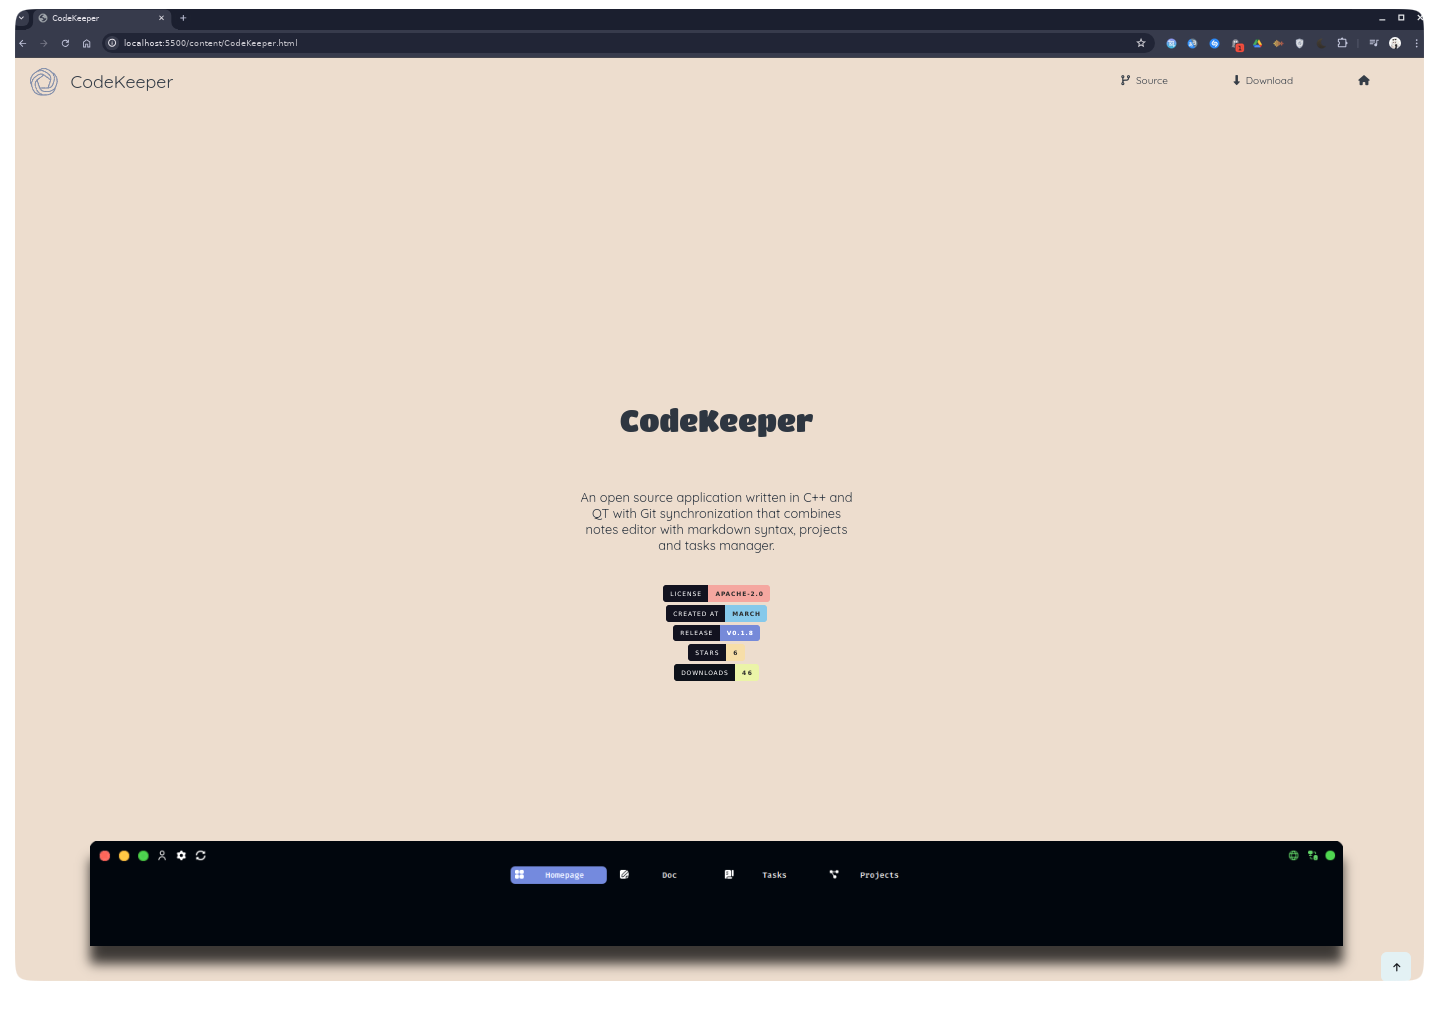 CodeKeeper
localhost:5500/content/CodeKeeper.html
1
CodeKeeper
Source
Download
CodeKeeper
An open source application written in C++ and
QT with Git synchronization that combines
notes editor with markdown syntax, projects
and tasks manager.
LICENSE APACHE-2.0
CREATED AT MARCH
RELEASE V0.1.8
STARS 6
DOWNLOADS 46
Homepage Doc Tasks Projects